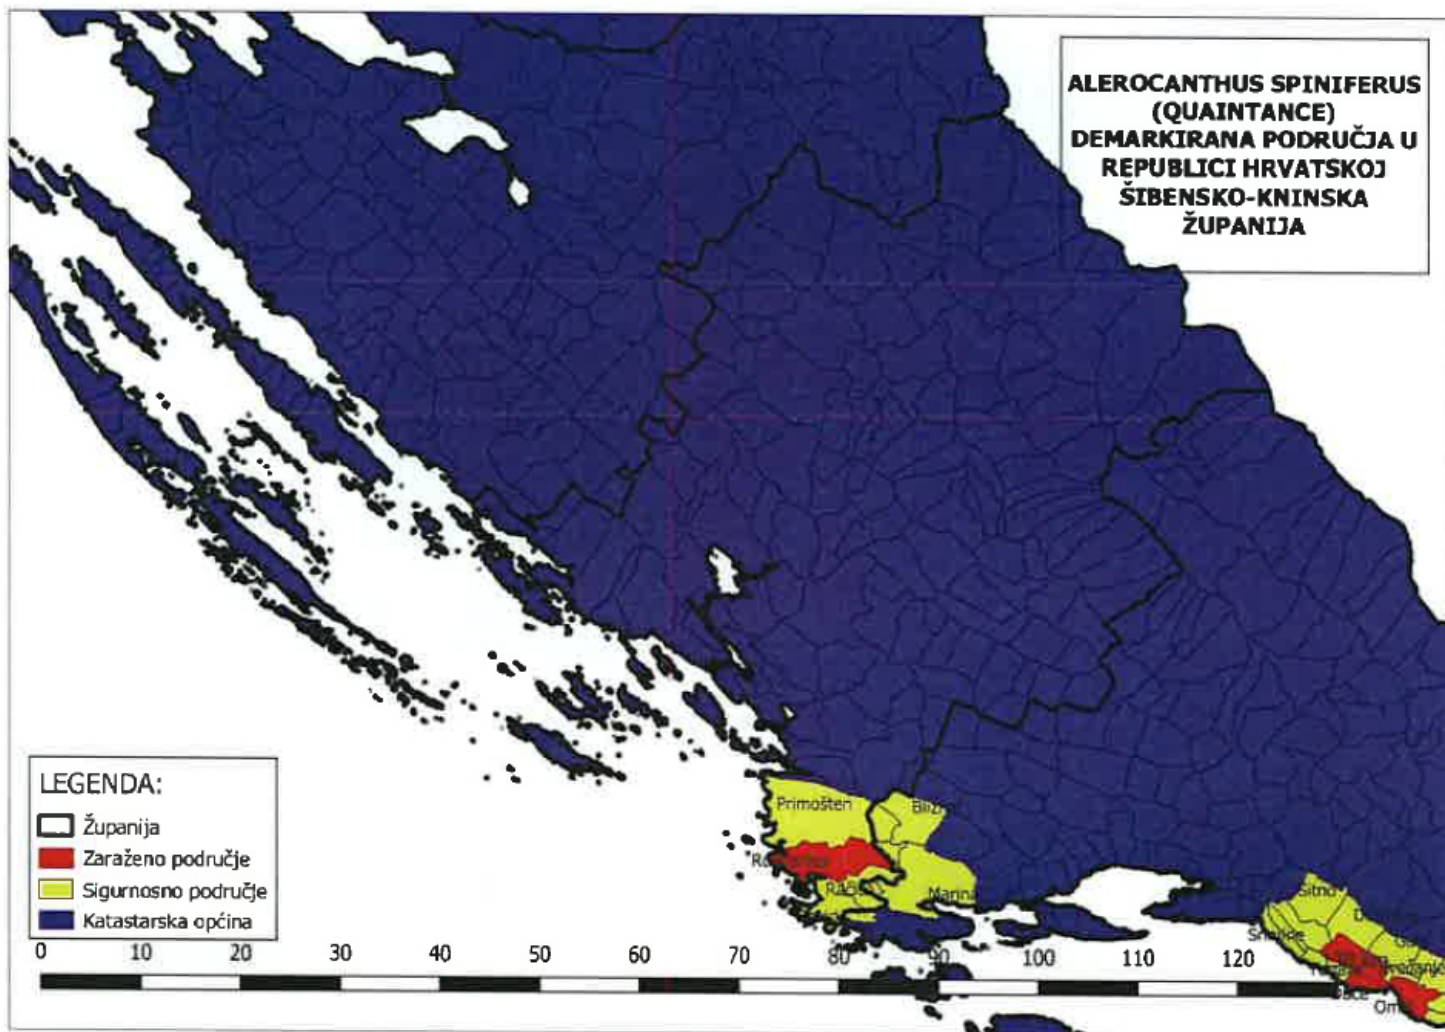 ALEROCANTHUS SPINIFERUS
(QUAINTANCE)
DEMARKIRANA PODRUČJA U
REPUBLICI HRVATSKOJ
ŠIBENSKO-KNINSKA
ŽUPANIJA
LEGENDA:
Županija
Zaraženo područje
Sigurnosno područje
Katastarska općina
Primošten
Marina
Sitno
0 10 20 30 40 50 60 70 80 90 100 110 120